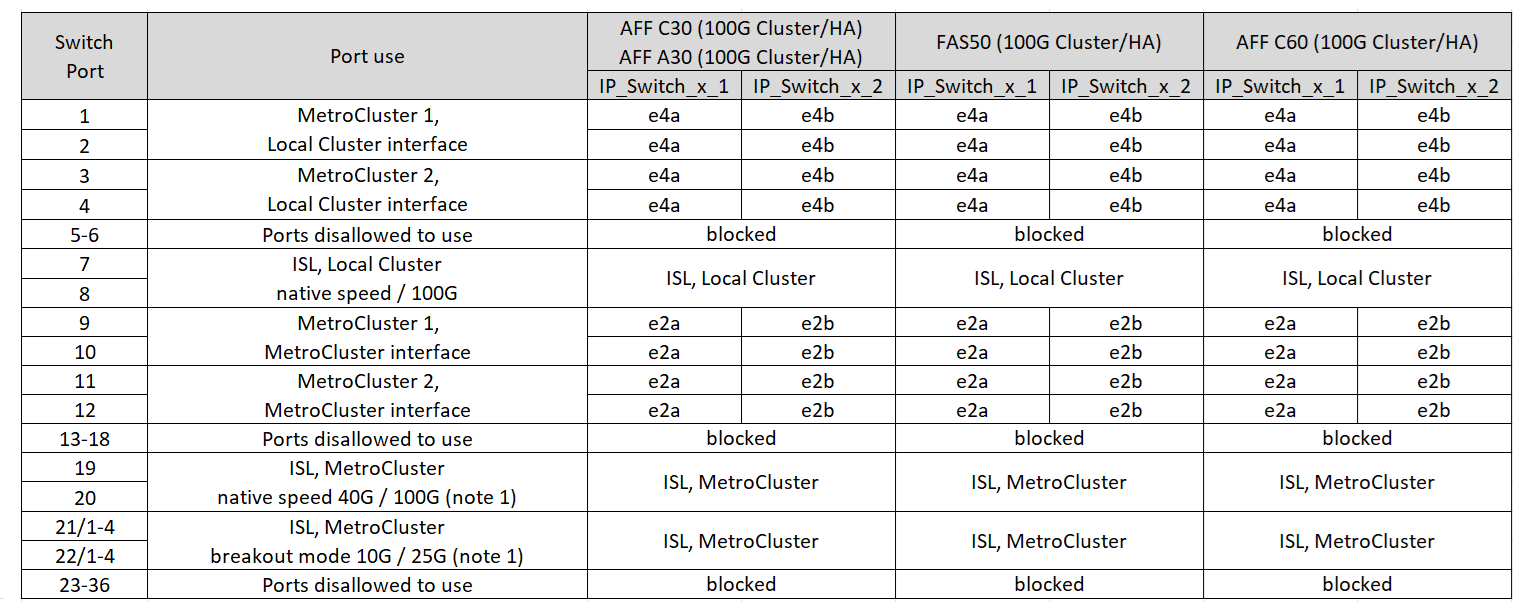 Switch Port
Port use
AFF C30 (100G Cluster/HA)
AFF A30 (100G Cluster/HA)
FAS50 (100G Cluster/HA)
AFF C60 (100G Cluster/HA)
IP_Switch_x_1 IP_Switch_x_2 IP_Switch_x_1 IP_Switch_x_2 IP_Switch_x_1 IP_Switch_x_2
1 MetroCluster 1, e4a e4b e4a e4b e4a e4b
2 Local Cluster interface e4a e4b e4a e4b e4a e4b
3 MetroCluster 2, e4a e4b e4a e4b e4a e4b
4 Local Cluster interface e4a e4b e4a e4b e4a e4b
5-6 Ports disallowed to use blocked blocked blocked
7 ISL, Local Cluster
ISL, Local Cluster ISL, Local Cluster ISL, Local Cluster
8 native speed / 100G
9 MetroCluster 1, e2a e2b e2a e2b e2a e2b
10 MetroCluster interface e2a e2b e2a e2b e2a e2b
11 MetroCluster 2, e2a e2b e2a e2b e2a e2b
12 MetroCluster interface e2a e2b e2a e2b e2a e2b
13-18 Ports disallowed to use blocked blocked blocked
19 ISL, MetroCluster
ISL, MetroCluster ISL, MetroCluster ISL, MetroCluster
20 native speed 40G / 100G (note 1)
21/1-4 ISL, MetroCluster
ISL, MetroCluster ISL, MetroCluster ISL, MetroCluster
22/1-4 breakout mode 10G / 25G (note 1)
23-36 Ports disallowed to use blocked blocked blocked